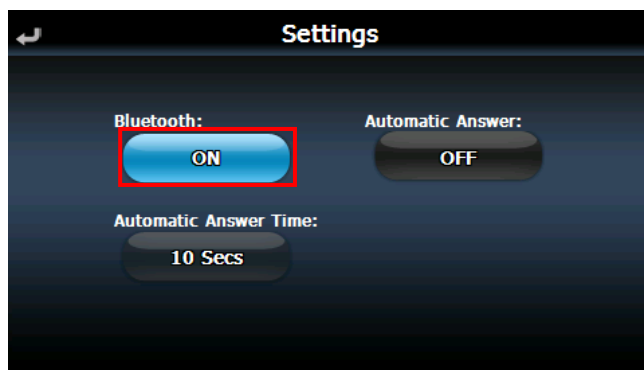 Settings
Bluetooth: Automatic Answer:
ON OFF
Automatic Answer Time:
10 Secs